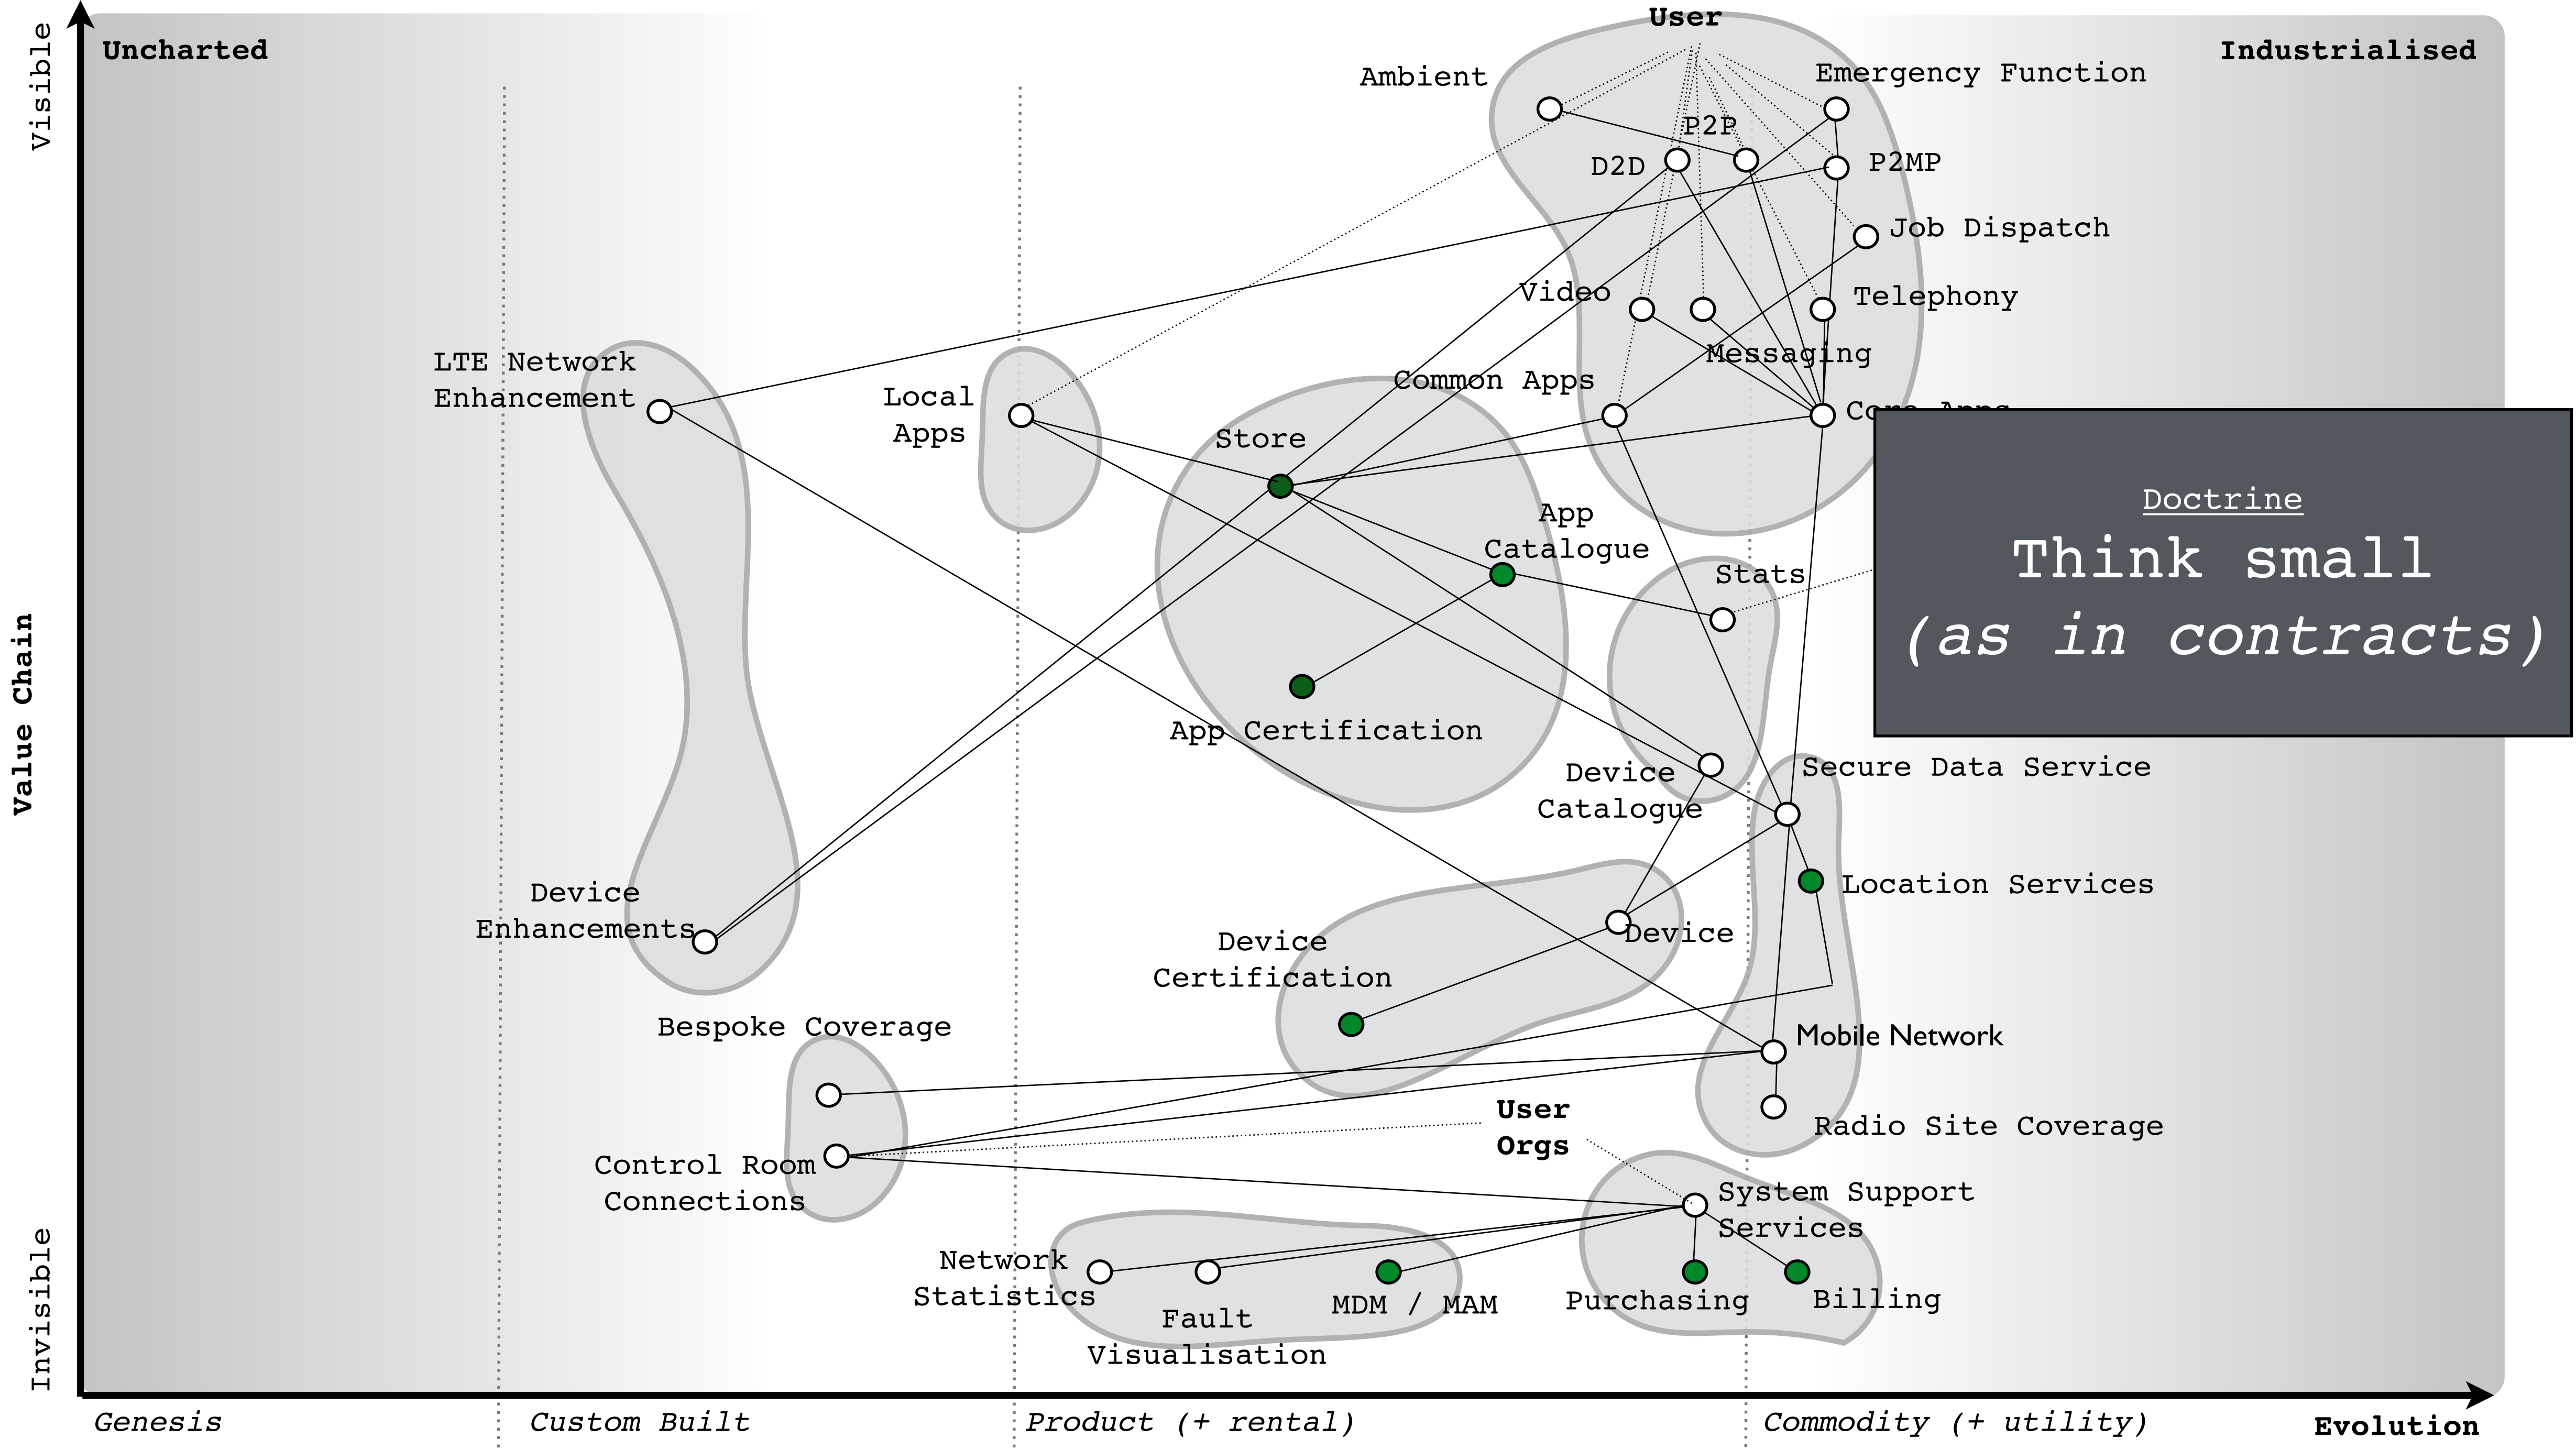 User
Uncharted
Industrialised
Visible
Ambient
Emergency Function
P2P
D2D
P2MP
Job Dispatch
Video
Telephony
Messaging
LTE Network
Enhancement
Common Apps
Local
Apps
Core Apps
Store
Doctrine
Think small
(as in contracts)
App
Catalogue
Stats
Value Chain
App Certification
Secure Data Service
Device
Catalogue
Location Services
Device
Enhancements
Device
Device
Certification
Bespoke Coverage
Mobile Network
User
Orgs
Radio Site Coverage
Control Room
Connections
System Support
Services
Invisible
Network
Statistics
Fault
Visualisation
MDM / MAM
Purchasing
Billing
Genesis
Custom Built
Product (+ rental)
Commodity (+ utility)
Evolution